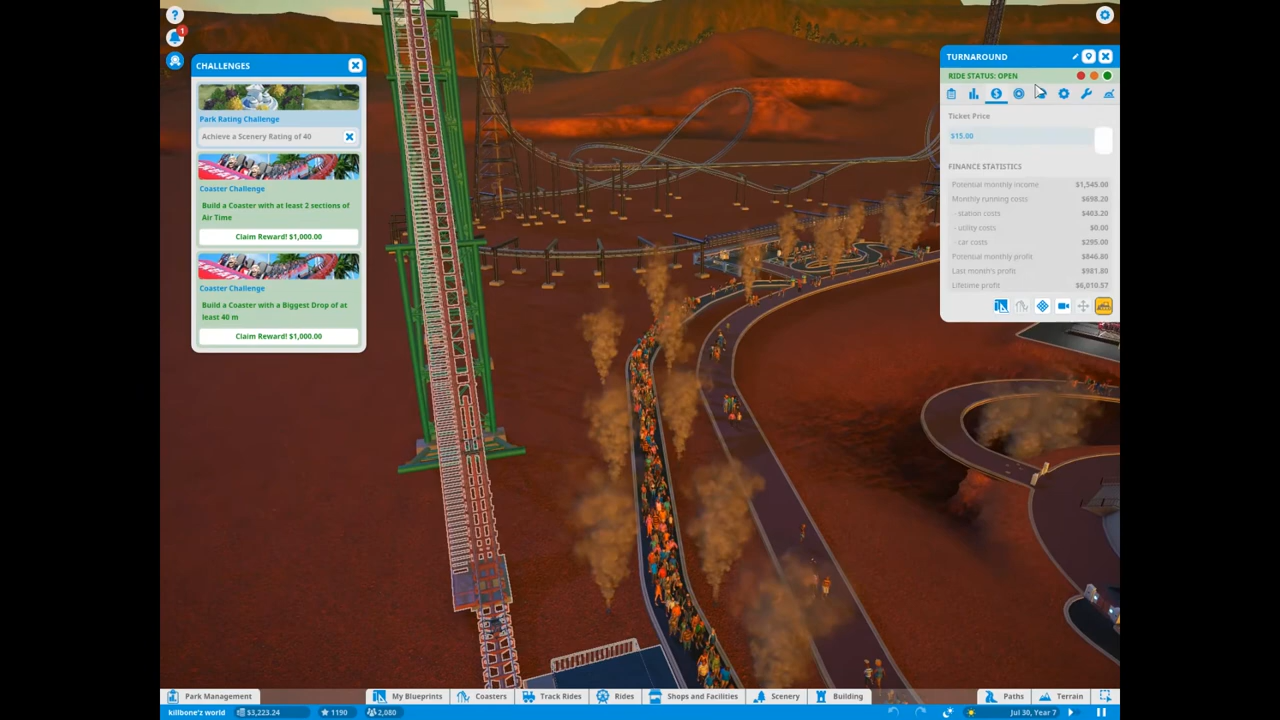 ?
1
CHALLENGES
Park Rating Challenge
Achieve a Scenery Rating of 40
Coaster Challenge
Build a Coaster with at least 2 sections of
Air Time
Claim Reward! $1,000.00
Coaster Challenge
Build a Coaster with a Biggest Drop of at
least 40 m
Claim Reward! $1,000.00
TURNAROUND
RIDE STATUS: OPEN
Ticket Price
$15.00
FINANCE STATISTICS
Potential monthly income $1,545.00
Monthly running costs $698.20
- station costs $403.20
- utility costs $0.00
- car costs $295.00
Potential monthly profit $846.80
Last month's profit $981.80
Lifetime profit $6,010.57
Park Management My Blueprints Coasters Track Rides Rides Shops and Facilities Scenery Building Paths Terrain
killbone'z world $3,223.24 1190 2,080 Jul 30, Year 7